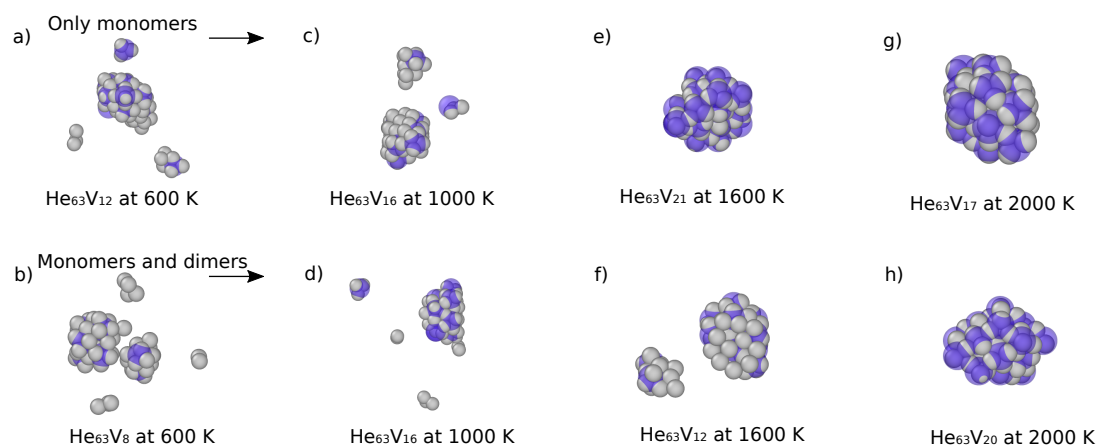 Only monomers
a)
c)
e)
g)
He₆₃V₁₂ at 600 K
He₆₃V₁₆ at 1000 K
He₆₃V₂₁ at 1600 K
He₆₃V₁₇ at 2000 K
Monomers and dimers
b)
d)
f)
h)
He₆₃V₈ at 600 K
He₆₃V₁₆ at 1000 K
He₆₃V₁₂ at 1600 K
He₆₃V₂₀ at 2000 K